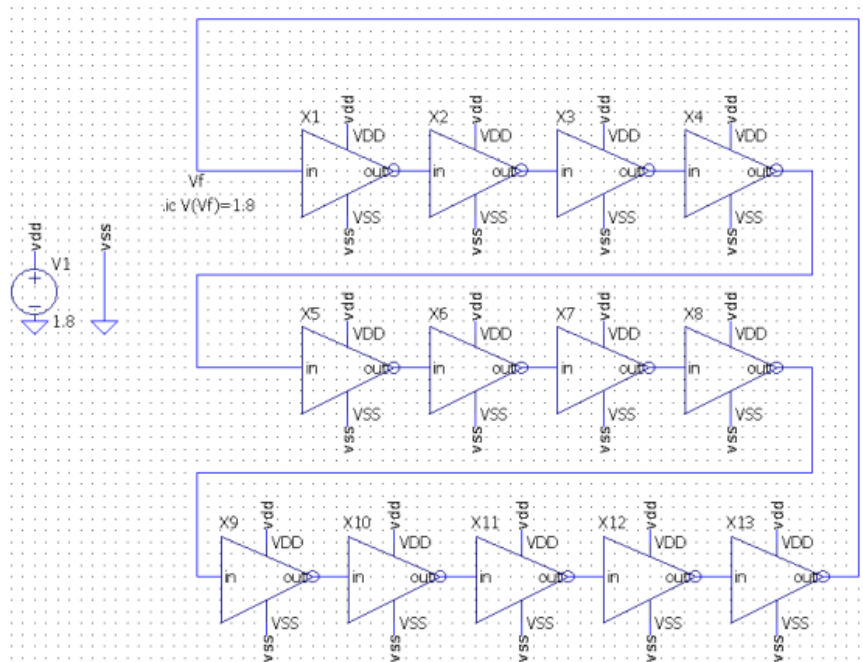 X1 vdd X2 vdd X3 vdd X4 vdd
VDD VDD VDD VDD
in out in out in out in out
Vf
.ic V(Vf)=1.8
VSS VSS VSS VSS
vss vss vss vss
vdd vss
V1
1.8
X5 vdd X6 vdd X7 vdd X8 vdd
VDD VDD VDD VDD
in out in out in out in out
VSS VSS VSS VSS
vss vss vss vss
X9 vdd X10 vdd X11 vdd X12 vdd X13 vdd
VDD VDD VDD VDD VDD
in out in out in out in out in out
VSS VSS VSS VSS VSS
vss vss vss vss vss